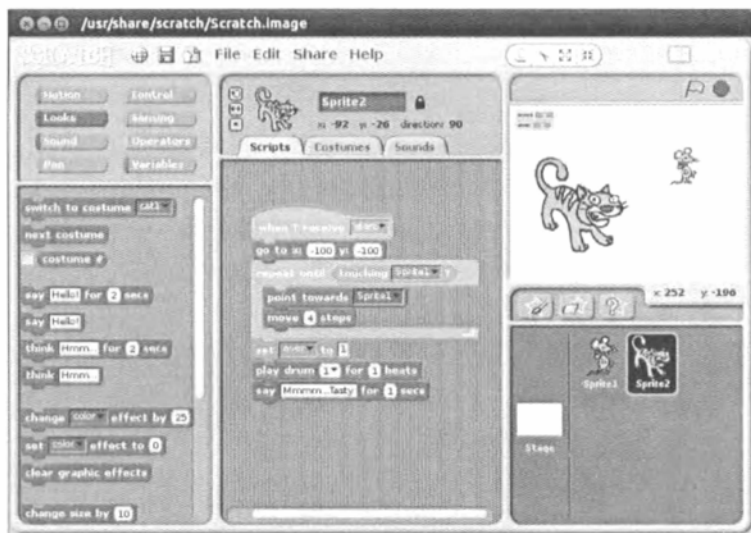 /usr/share/scratch/Scratch.image
SCRATCH File Edit Share Help
Motion Control
Looks Sensing
Sound Operators
Pen Variables
switch to costume cat1
next costume
costume #
say Hello! for 2 secs
say Hello!
think Hmm... for 2 secs
think Hmm...
change color effect by 25
set color effect to 0
clear graphic effects
change size by 10
Sprite2
x: -92 y: -26 direction: 90
Scripts Costumes Sounds
when I receive
go to x: -100 y: -100
repeat until touching Sprite1 ?
point towards Sprite1
move 4 steps
set over to 1
play drum 1 for 1 beats
say Mmmm...Tasty for 1 secs
x: 252 y: -196
Sprite1 Sprite2
Stage